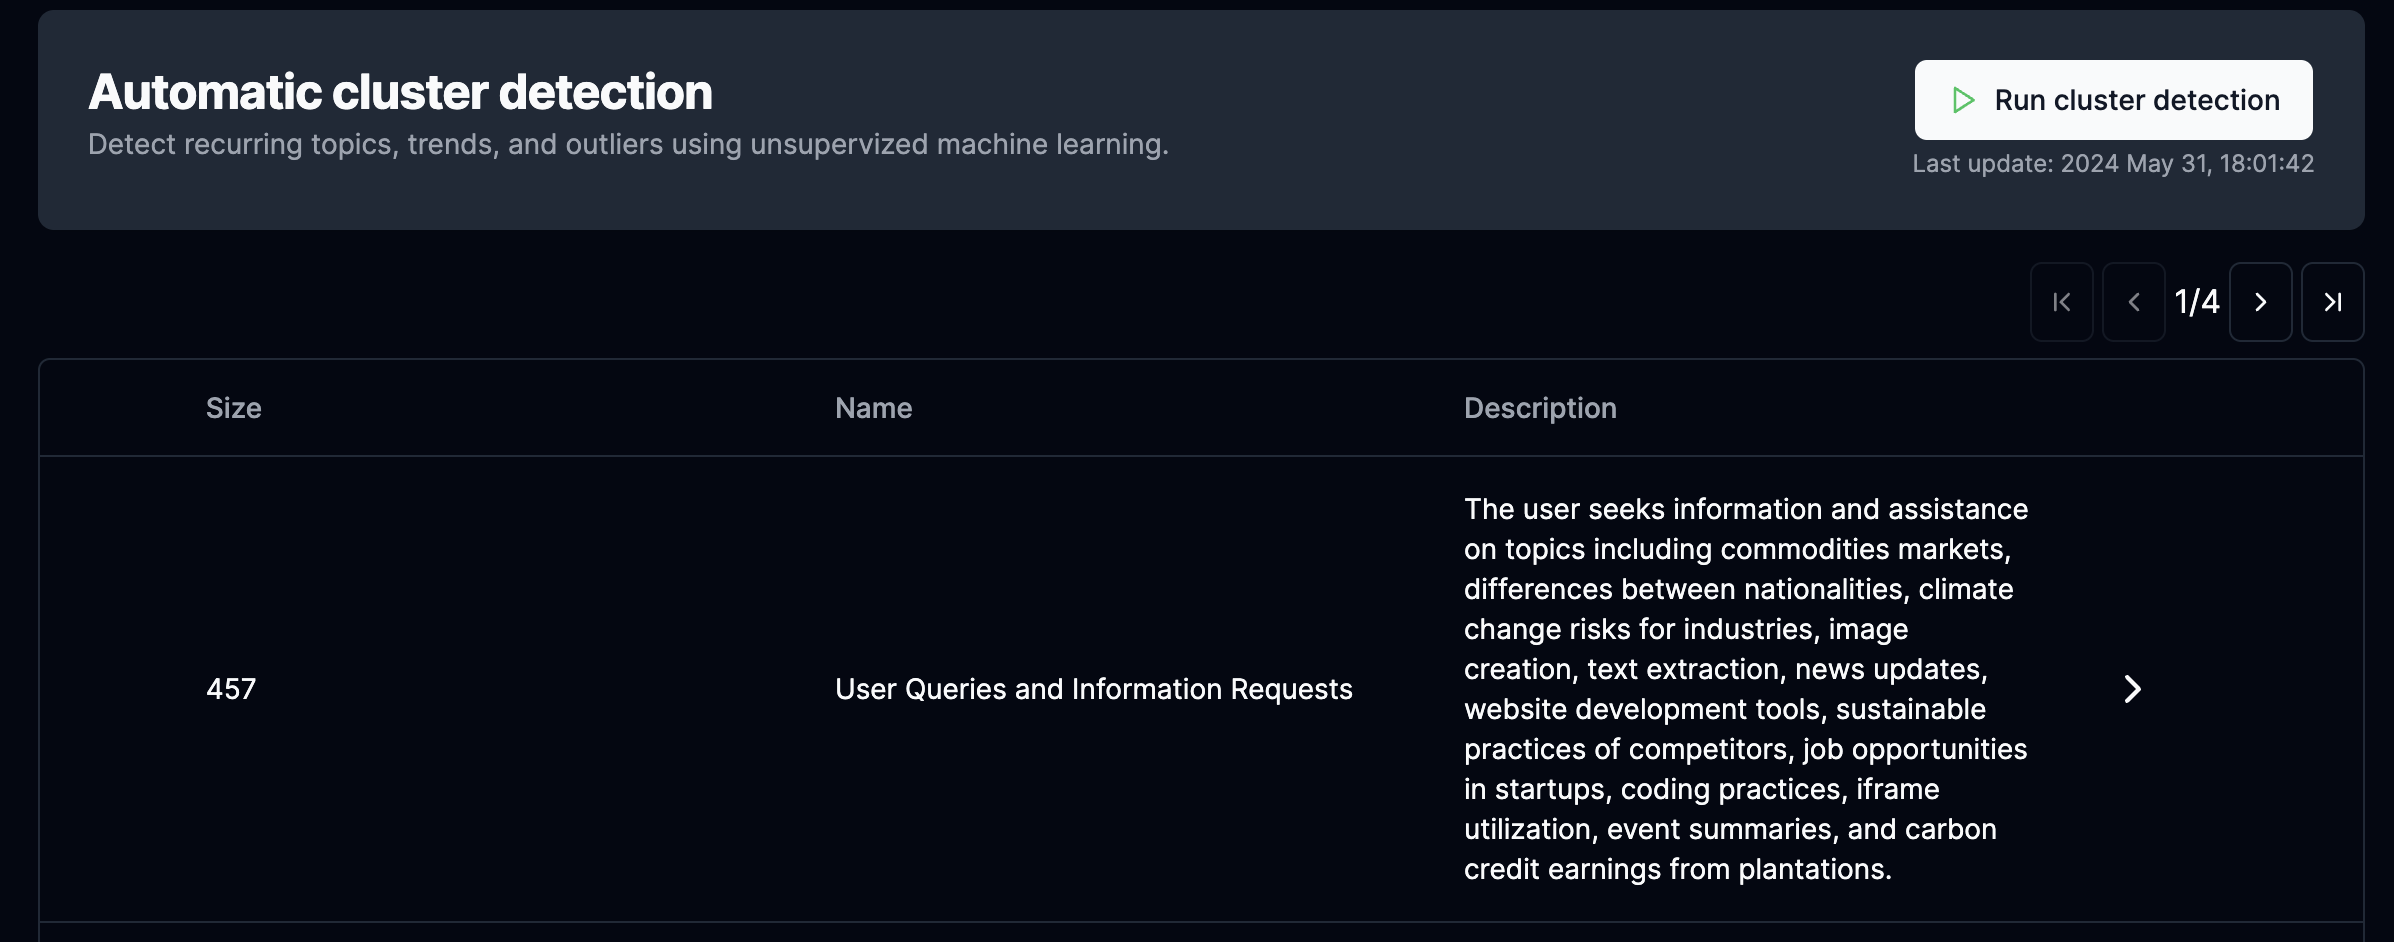 Automatic cluster detection
Detect recurring topics, trends, and outliers using unsupervized machine learning.
Run cluster detection
Last update: 2024 May 31, 18:01:42
1/4
Size
Name
Description
457
User Queries and Information Requests
The user seeks information and assistance
on topics including commodities markets,
differences between nationalities, climate
change risks for industries, image
creation, text extraction, news updates,
website development tools, sustainable
practices of competitors, job opportunities
in startups, coding practices, iframe
utilization, event summaries, and carbon
credit earnings from plantations.